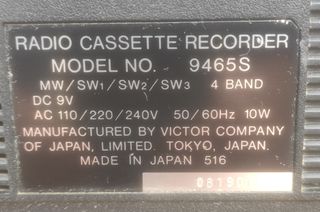 RADIO CASSETTE RECORDER
MODEL NO. 9465S
MW/SW1/SW2/SW3 4 BAND
DC 9V
AC 110/220/240V 50/60Hz 10W
MANUFACTURED BY VICTOR COMPANY
OF JAPAN, LIMITED. TOKYO, JAPAN.
MADE IN JAPAN 516